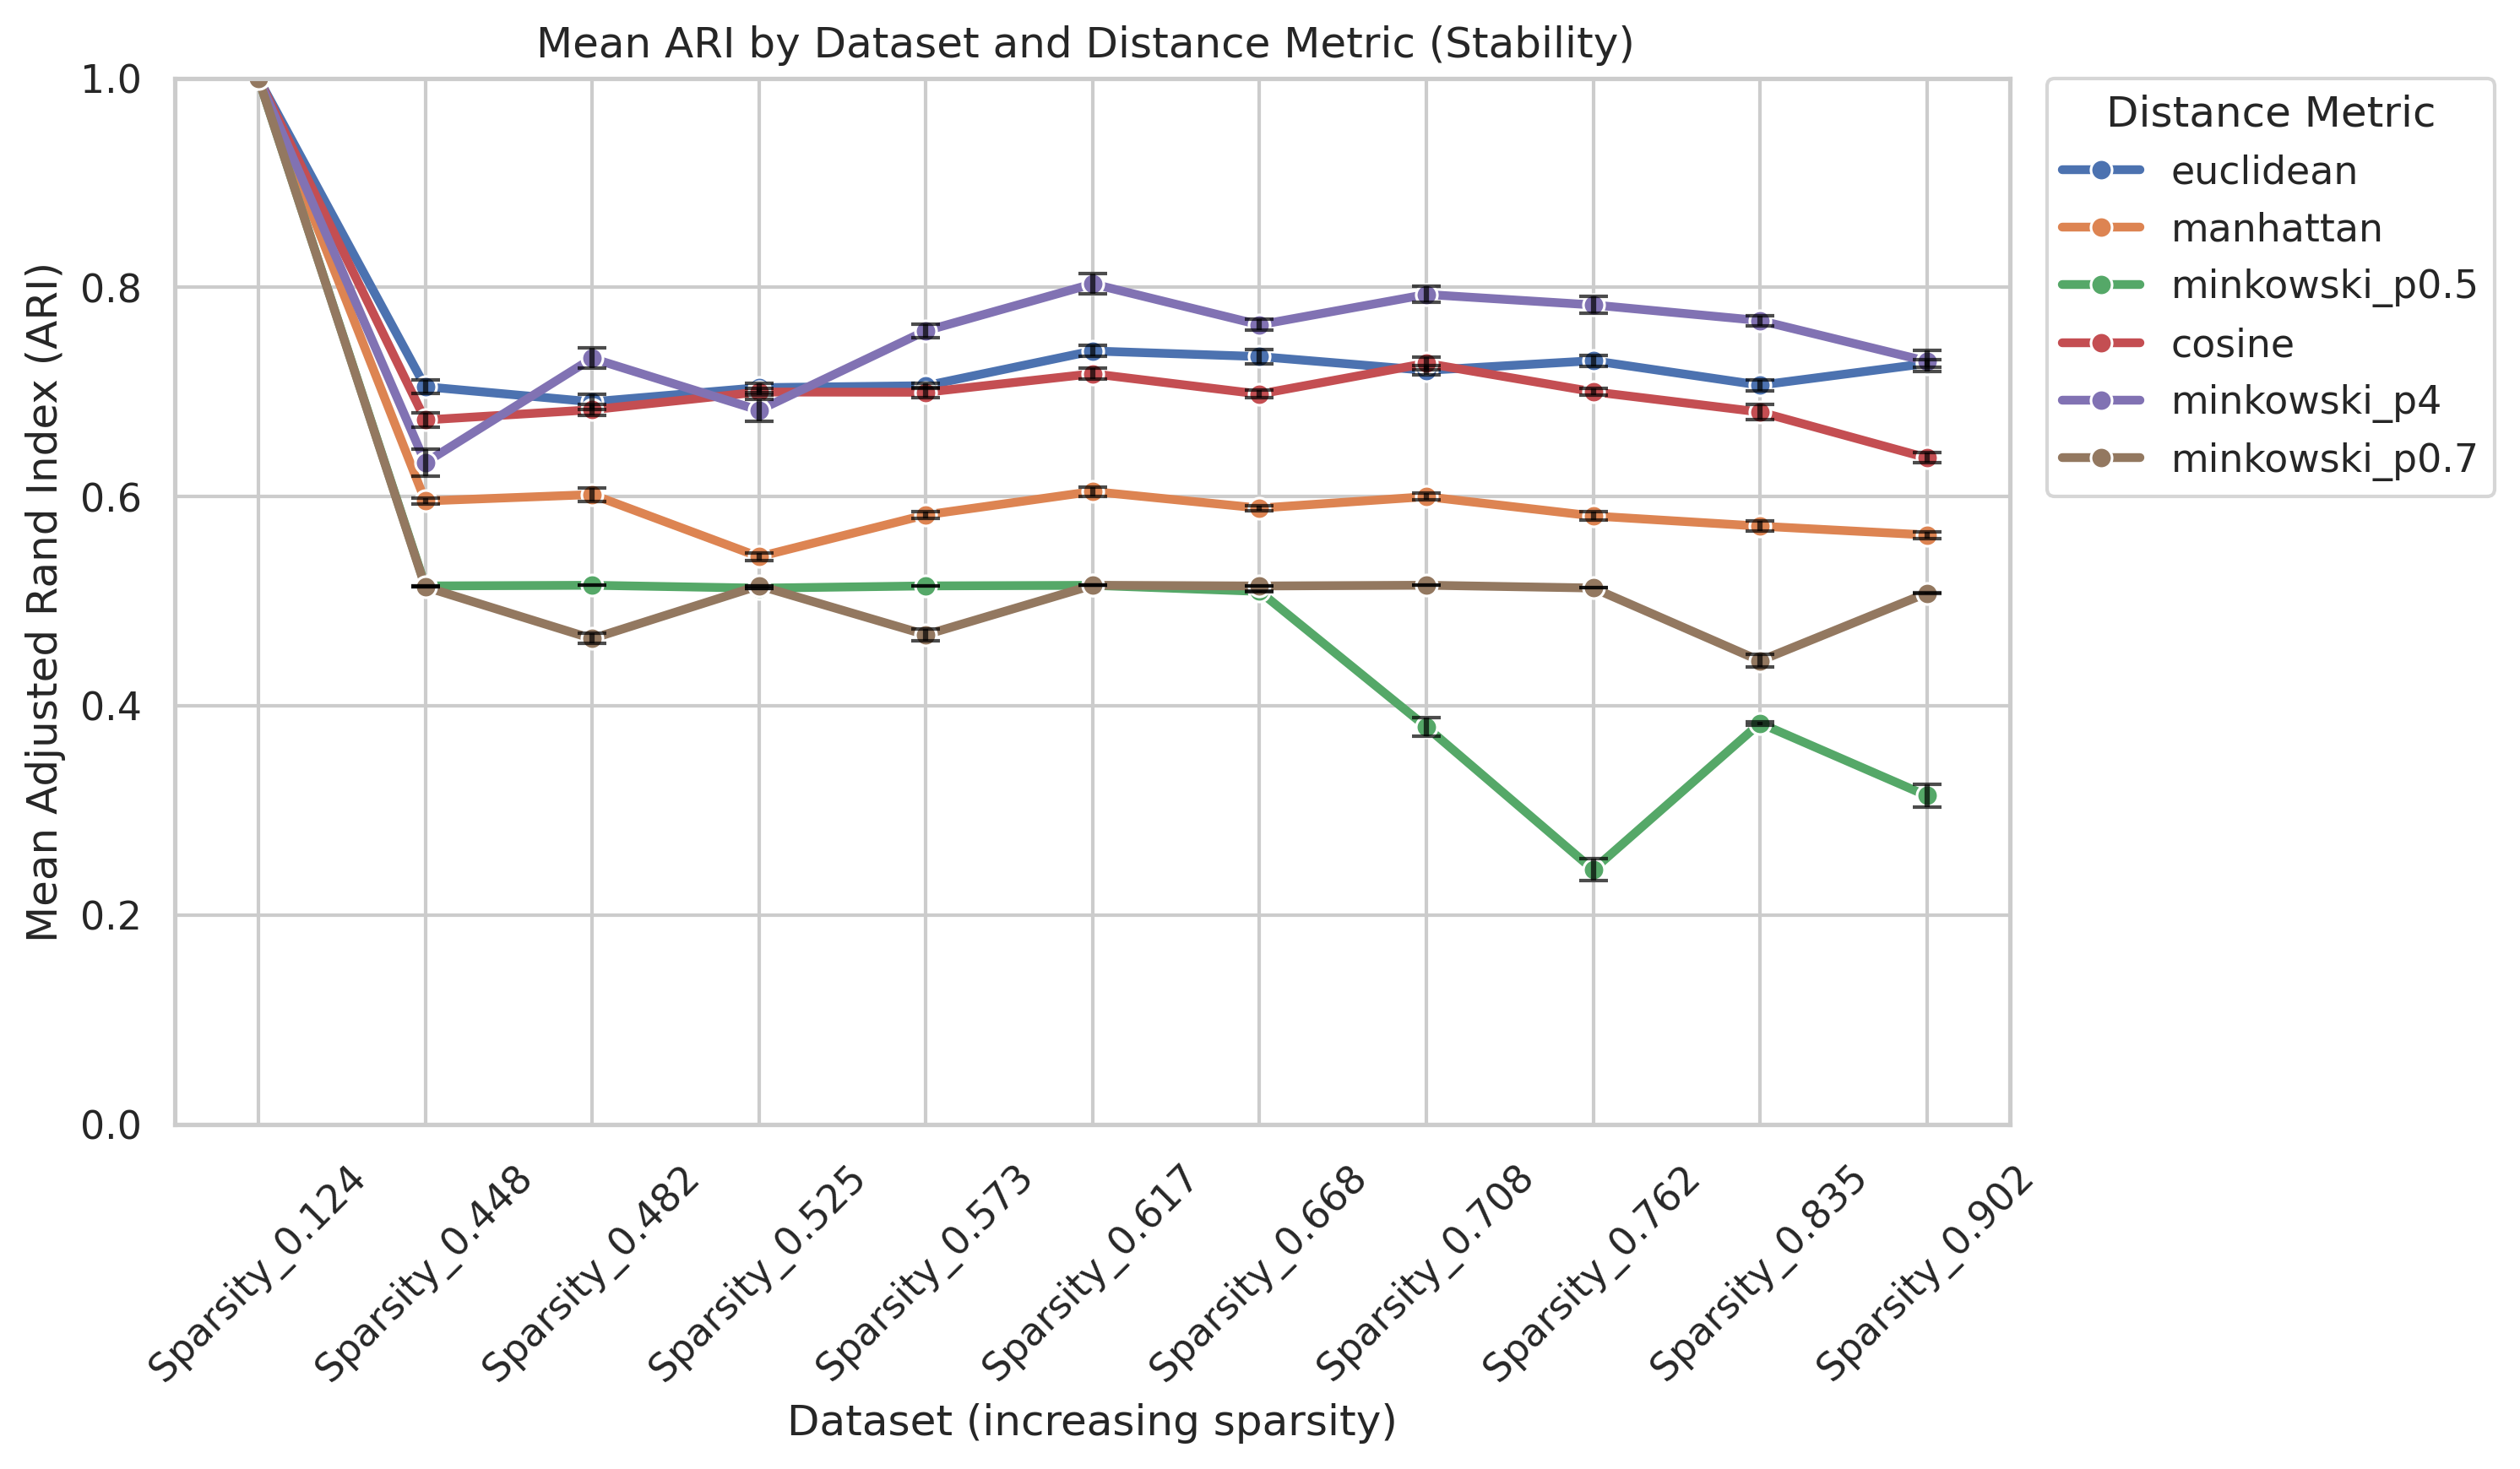 Mean ARI by Dataset and Distance Metric (Stability)
Mean Adjusted Rand Index (ARI)
1.0
0.8
0.6
0.4
0.2
0.0
Sparsity_0.124
Sparsity_0.448
Sparsity_0.482
Sparsity_0.525
Sparsity_0.573
Sparsity_0.617
Sparsity_0.668
Sparsity_0.708
Sparsity_0.762
Sparsity_0.835
Sparsity_0.902
Dataset (increasing sparsity)
Distance Metric
euclidean
manhattan
minkowski_p0.5
cosine
minkowski_p4
minkowski_p0.7